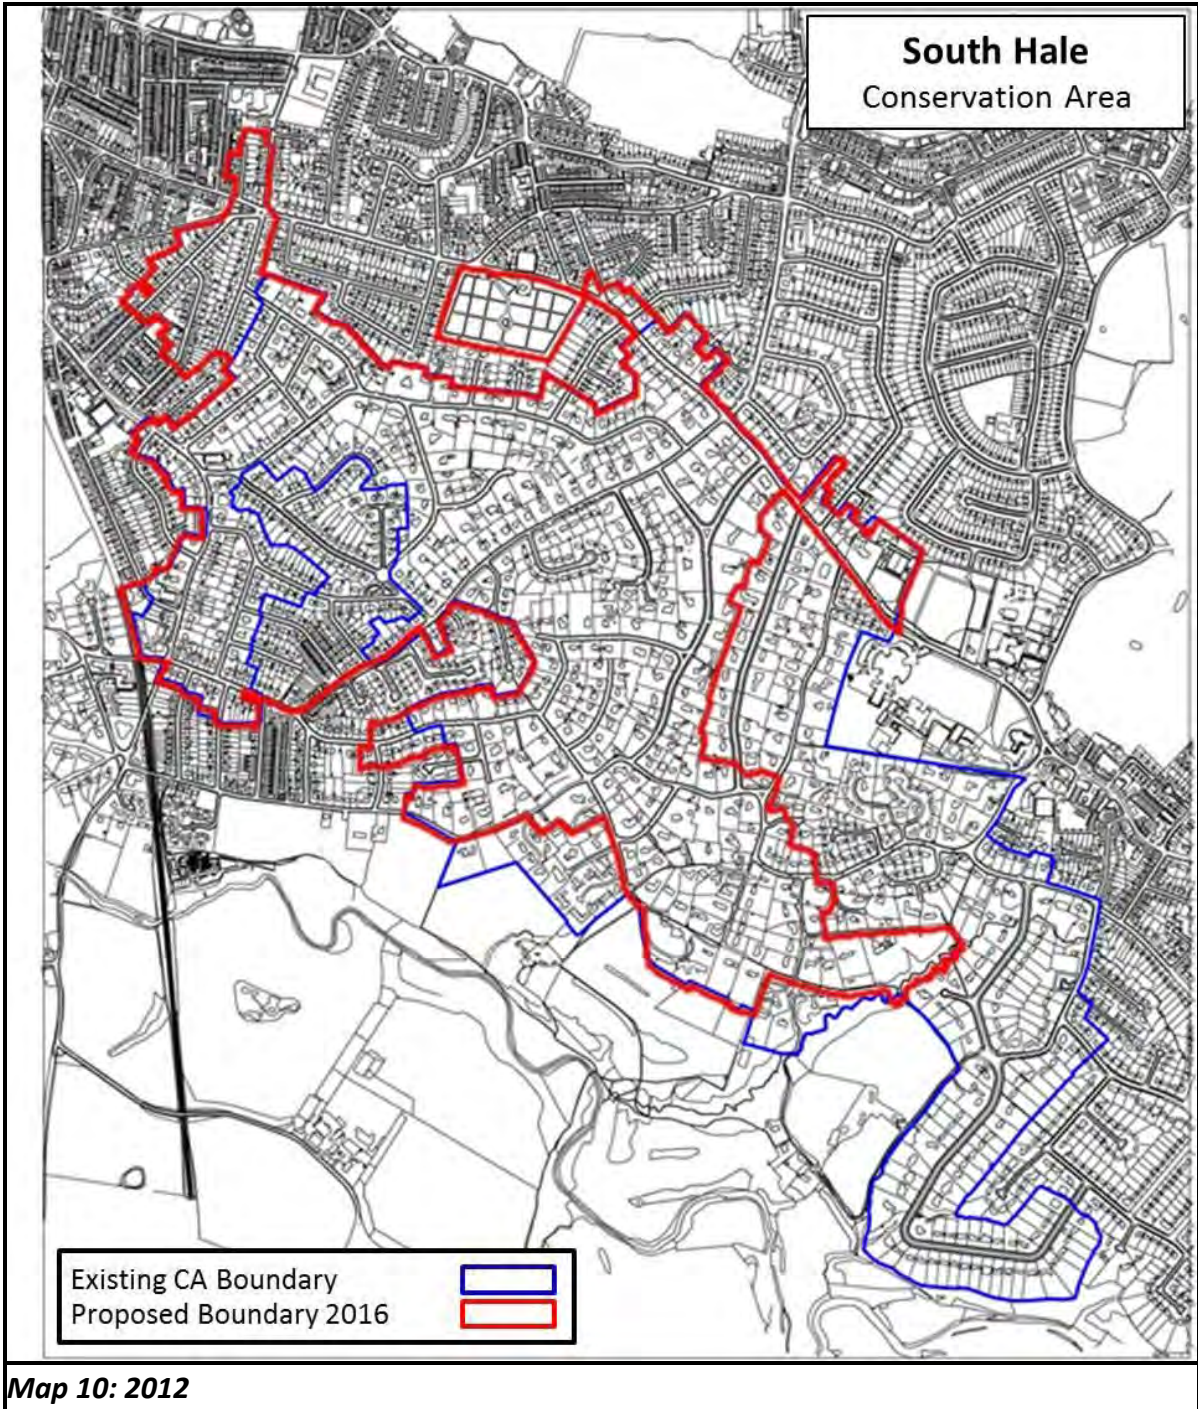 South Hale
Conservation Area
Existing CA Boundary
Proposed Boundary 2016
Map 10: 2012